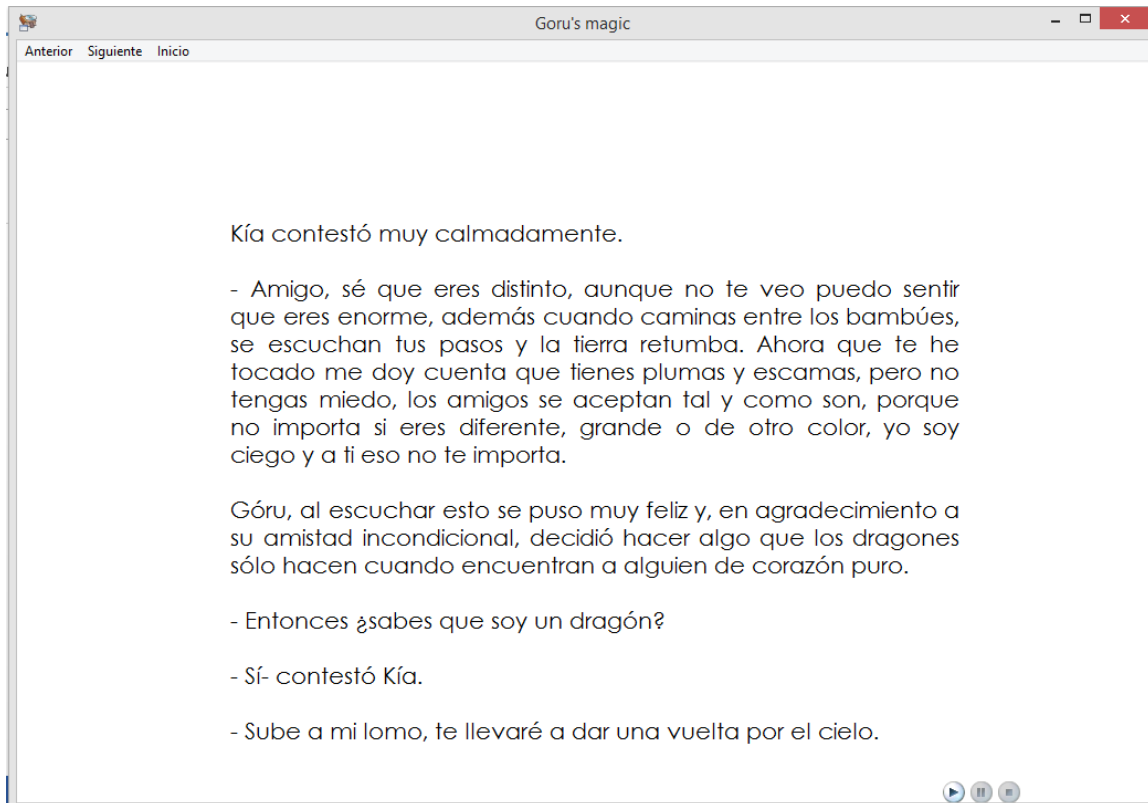 Goru's magic
Anterior Siguiente Inicio
Kía contestó muy calmadamente.
- Amigo, sé que eres distinto, aunque no te veo puedo sentir
que eres enorme, además cuando caminas entre los bambúes,
se escuchan tus pasos y la tierra retumba. Ahora que te he
tocado me doy cuenta que tienes plumas y escamas, pero no
tengas miedo, los amigos se aceptan tal y como son, porque
no importa si eres diferente, grande o de otro color, yo soy
ciego y a ti eso no te importa.
Góru, al escuchar esto se puso muy feliz y, en agradecimiento a
su amistad incondicional, decidió hacer algo que los dragones
sólo hacen cuando encuentran a alguien de corazón puro.
- Entonces ¿sabes que soy un dragón?
- Sí- contestó Kía.
- Sube a mi lomo, te llevaré a dar una vuelta por el cielo.